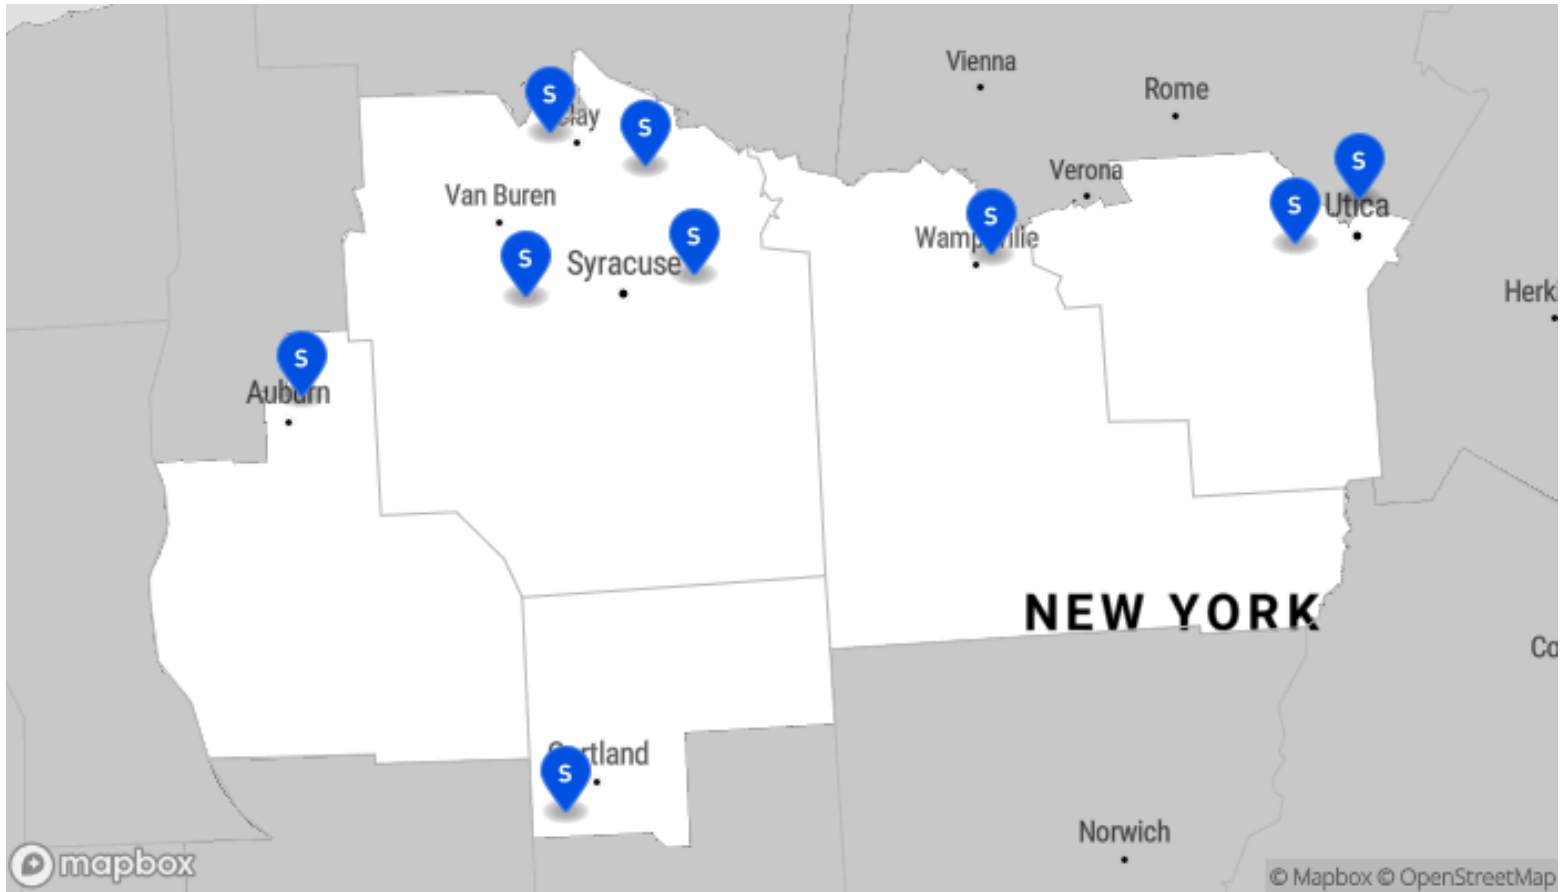 Vienna
Rome
S
S
S
Verona
Van Buren
S
S
Utica
S
S
Syracuse
Herk
S
Auburn
NEW YORK
Co
S
Norwich
mapbox
© Mapbox © OpenStreetMap